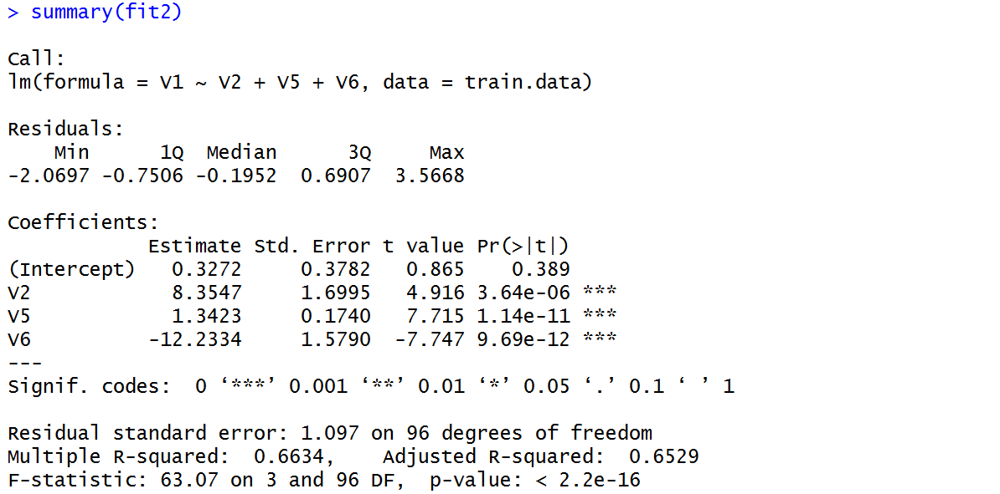 > summary(fit2)
Call:
lm(formula = V1 ~ V2 + V5 + V6, data = train.data)
Residuals:
    Min      1Q  Median      3Q     Max
-2.0697 -0.7506 -0.1952  0.6907  3.5668
Coefficients:
            Estimate Std. Error t value Pr(>|t|)
(Intercept)   0.3272     0.3782   0.865    0.389
V2            8.3547     1.6995   4.916 3.64e-06 ***
V5            1.3423     0.1740   7.715 1.14e-11 ***
V6          -12.2334     1.5790  -7.747 9.69e-12 ***
---
Signif. codes:  0 ‘***’ 0.001 ‘**’ 0.01 ‘*’ 0.05 ‘.’ 0.1 ‘ ’ 1
Residual standard error: 1.097 on 96 degrees of freedom
Multiple R-squared:  0.6634,    Adjusted R-squared:  0.6529
F-statistic: 63.07 on 3 and 96 DF,  p-value: < 2.2e-16